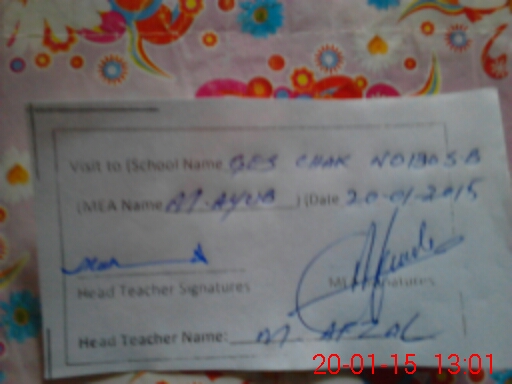 Visit to (School Name GES CHAK NO 130 SB
(MEA Name M. AYUB ) (Date 20-01-2015
Head Teacher Signatures MEA Signatures
Head Teacher Name: M AFZAL
20-01-15 13:01